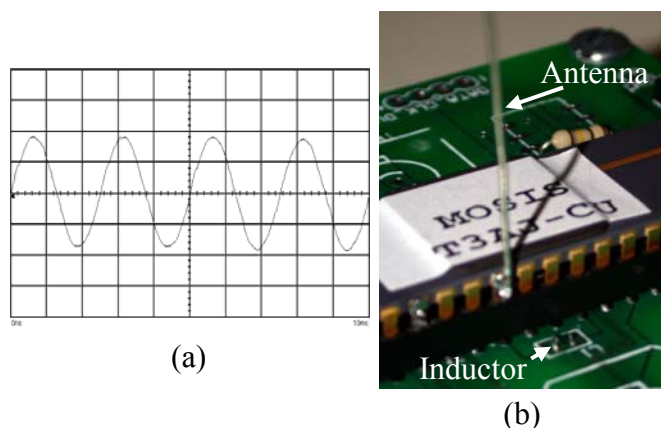 0ns
10ms
(a)
Antenna
MOSIS
T3AJ-CU
Inductor
(b)